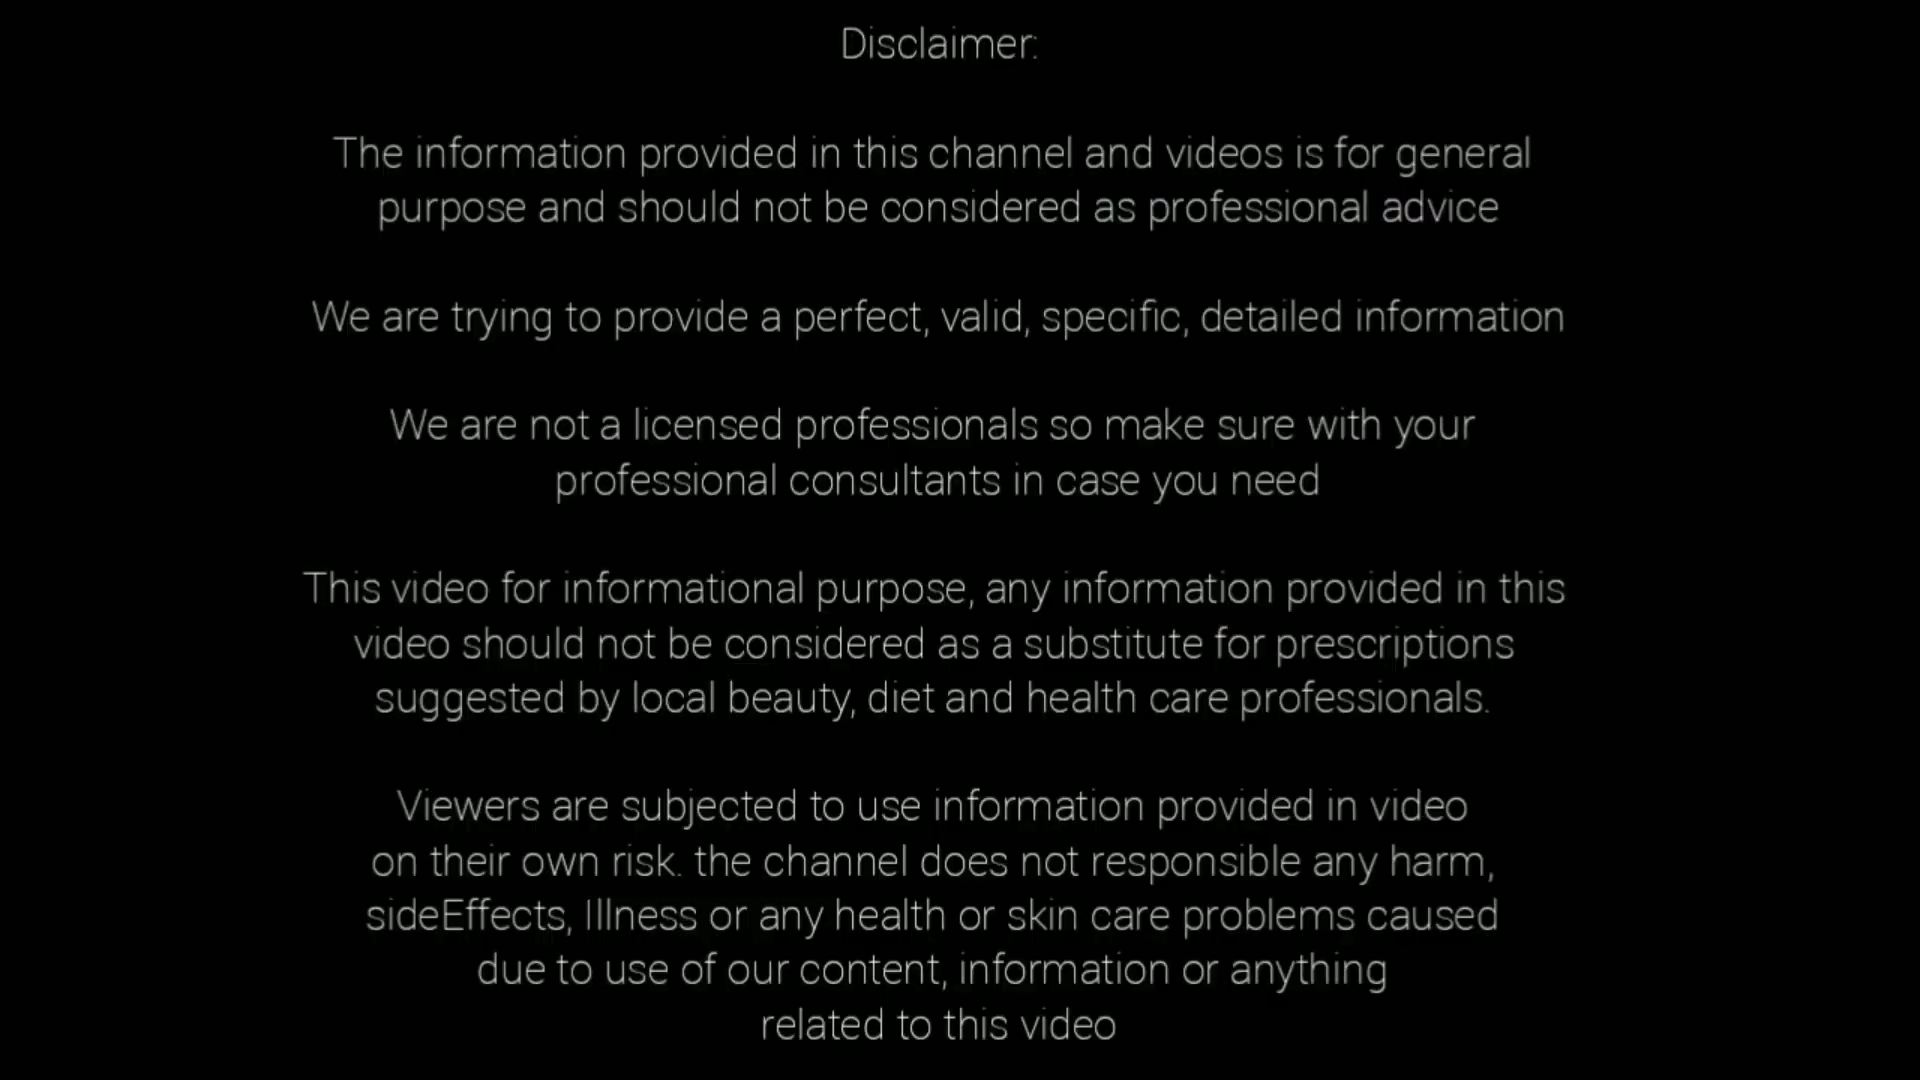 Disclaimer:
The information provided in this channel and videos is for general
purpose and should not be considered as professional advice
We are trying to provide a perfect, valid, specific, detailed information
We are not a licensed professionals so make sure with your
professional consultants in case you need
This video for informational purpose, any information provided in this
video should not be considered as a substitute for prescriptions
suggested by local beauty, diet and health care professionals.
Viewers are subjected to use information provided in video
on their own risk. the channel does not responsible any harm,
sideEffects, Illness or any health or skin care problems caused
due to use of our content, information or anything
related to this video